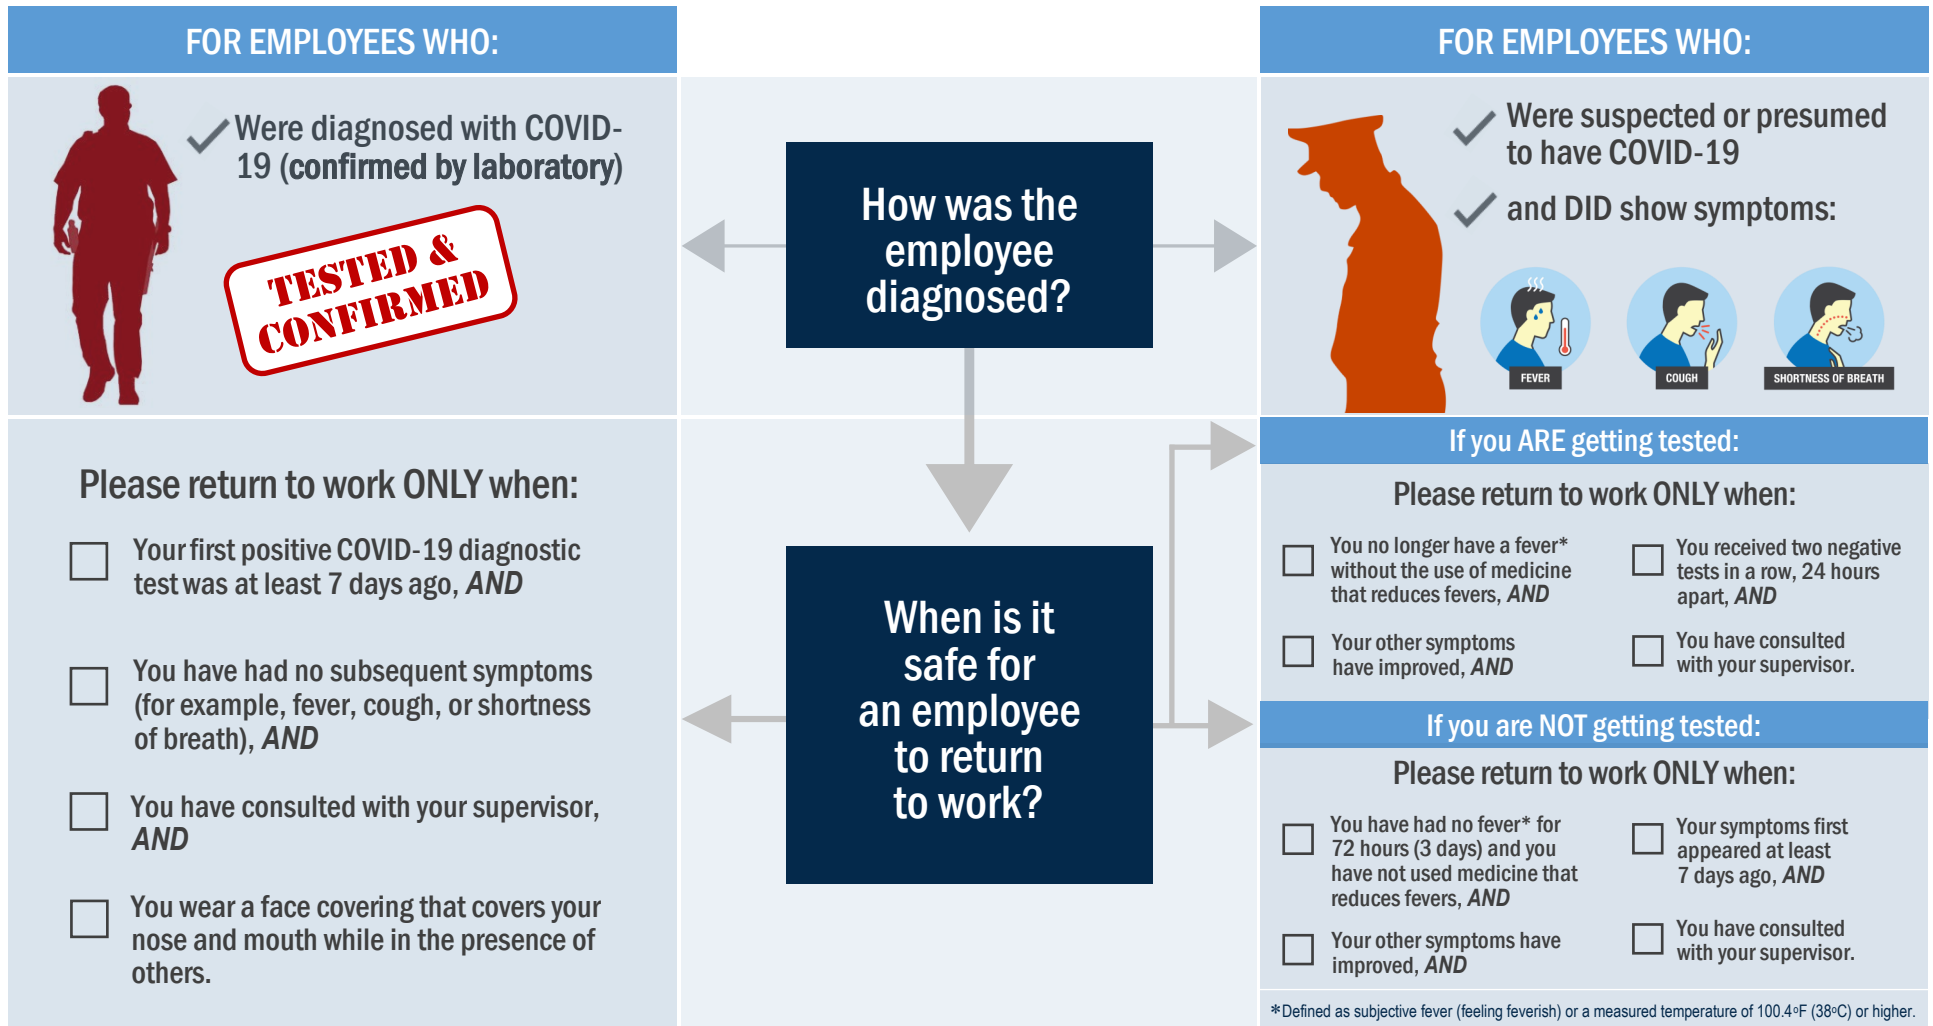 FOR EMPLOYEES WHO:
Were diagnosed with COVID-
19 (confirmed by laboratory)
TESTED &
CONFIRMED
Please return to work ONLY when:
Your first positive COVID-19 diagnostic
test was at least 7 days ago, AND
You have had no subsequent symptoms
(for example, fever, cough, or shortness
of breath), AND
You have consulted with your supervisor,
AND
You wear a face covering that covers your
nose and mouth while in the presence of
others.
How was the
employee
diagnosed?
When is it
safe for
an employee
to return
to work?
FOR EMPLOYEES WHO:
Were suspected or presumed
to have COVID-19
and DID show symptoms:
FEVER
COUGH
SHORTNESS OF BREATH
If you ARE getting tested:
Please return to work ONLY when:
You no longer have a fever*
without the use of medicine
that reduces fevers, AND
Your other symptoms
have improved, AND
You received two negative
tests in a row, 24 hours
apart, AND
You have consulted
with your supervisor.
If you are NOT getting tested:
Please return to work ONLY when:
You have had no fever* for
72 hours (3 days) and you
have not used medicine that
reduces fevers, AND
Your other symptoms have
improved, AND
Your symptoms first
appeared at least
7 days ago, AND
You have consulted
with your supervisor.
*Defined as subjective fever (feeling feverish) or a measured temperature of 100.4ºF (38ºC) or higher.